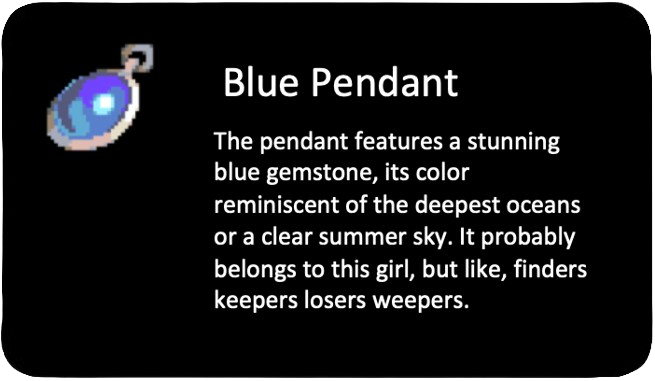 Blue Pendant
The pendant features a stunning
blue gemstone, its color
reminiscent of the deepest oceans
or a clear summer sky. It probably
belongs to this girl, but like, finders
keepers losers weepers.